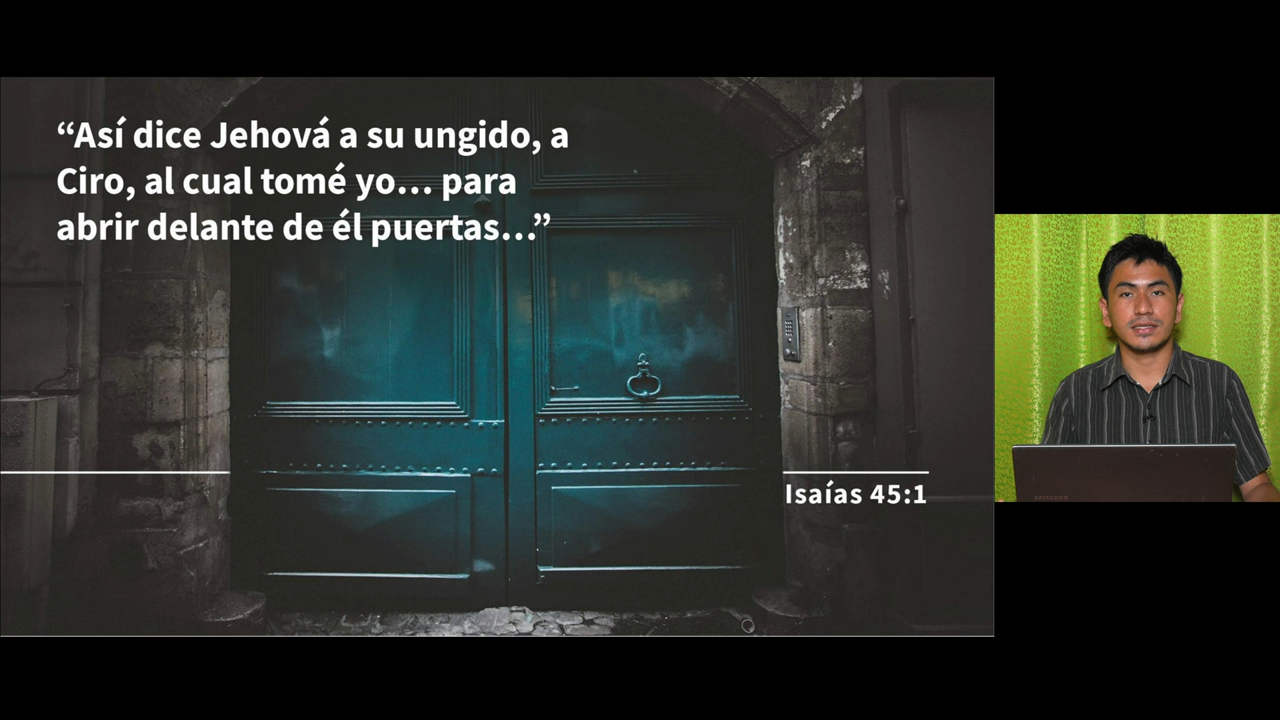 “Así dice Jehová a su ungido, a
Ciro, al cual tomé yo... para
abrir delante de él puertas...”
Isaías 45:1
SAMSUNG